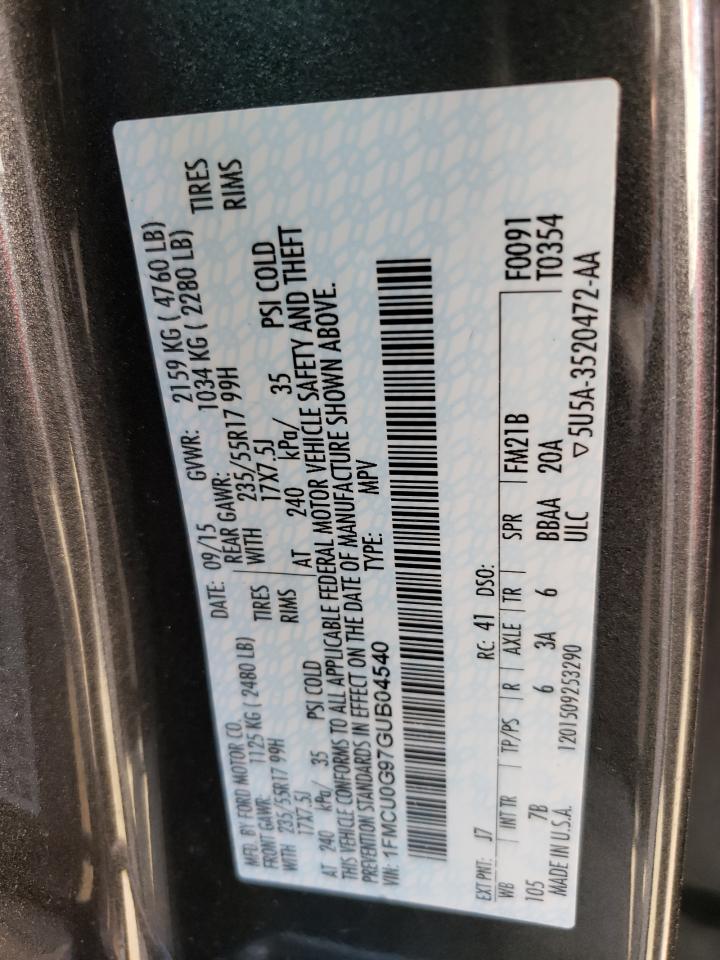 MFD. BY FORD MOTOR CO. DATE: 09/15 GVWR: 2159 KG ( 4760 LB)
FRONT GAWR: 1125 KG ( 2480 LB) REAR GAWR: 1034 KG ( 2280 LB)
WITH 235/55R17 99H TIRES WITH 235/55R17 99H TIRES
17X7.5J RIMS 17X7.5J RIMS
AT 240 kPa/ 35 PSI COLD AT 240 kPa/ 35 PSI COLD
THIS VEHICLE CONFORMS TO ALL APPLICABLE FEDERAL MOTOR VEHICLE SAFETY AND THEFT
PREVENTION STANDARDS IN EFFECT ON THE DATE OF MANUFACTURE SHOWN ABOVE.
VIN: 1FMCU0G97GUB04540 TYPE: MPV
EXT PNT: J7 RC: 41 DSO: F0091
WB INT TR TP/PS R AXLE TR SPR FM21B T0354
105 7B 6 3A 6 BBAA 20A
MADE IN U.S.A. 1201509253290 ULC ▽5U5A-3520472-AA